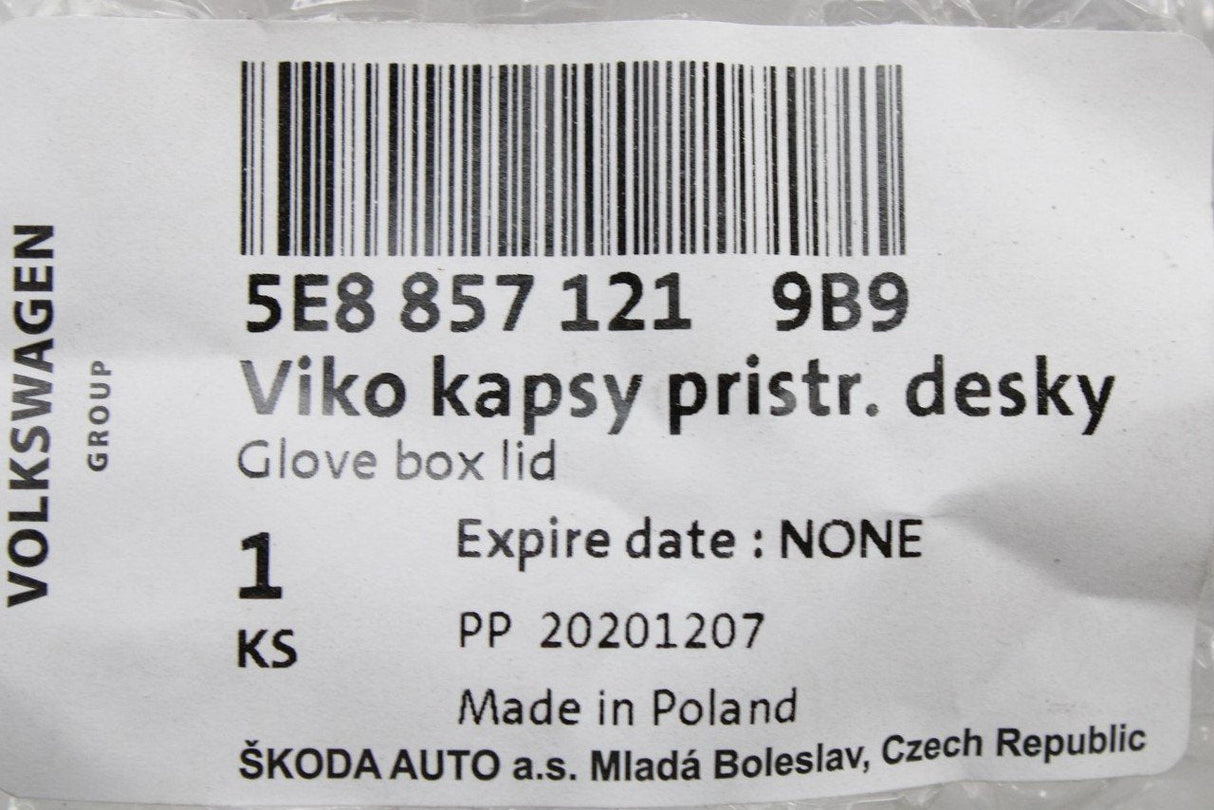 VOLKSWAGEN
GROUP
5E8 857 121 9B9
Viko kapsy pristr. desky
Glove box lid
1
KS
Expire date : NONE
PP 20201207
Made in Poland
ŠKODA AUTO a.s. Mladá Boleslav, Czech Republic